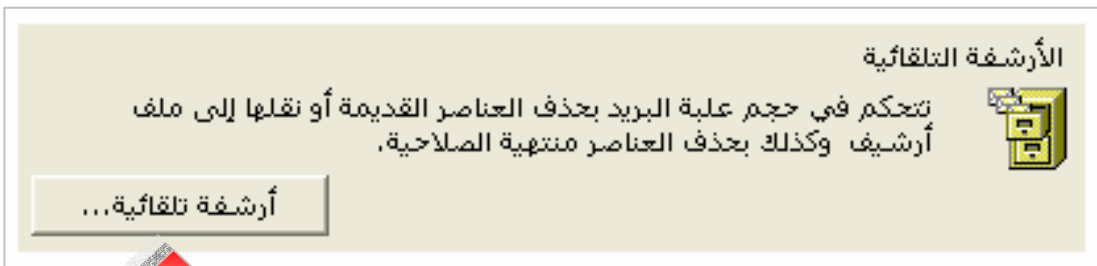 الأرشفة التلقائية
تتحكم في حجم علبة البريد بحذف العناصر القديمة أو نقلها إلى ملف
أرشيف وكذلك بحذف العناصر منتهية الصلاحية.
أرشفة تلقائية...